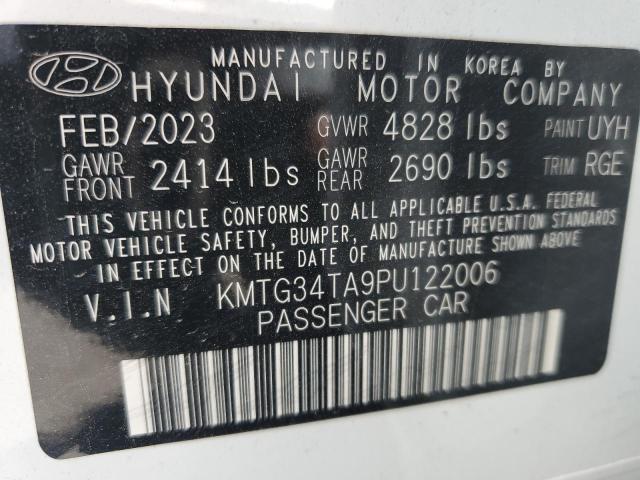 MANUFACTURED IN KOREA BY
HYUNDAI MOTOR COMPANY
FEB/2023 GVWR 4828 lbs PAINT UYH
GAWR FRONT 2414 lbs GAWR REAR 2690 lbs TRIM RGE
THIS VEHICLE CONFORMS TO ALL APPLICABLE U.S.A. FEDERAL
MOTOR VEHICLE SAFETY, BUMPER, AND THEFT PREVENTION STANDARDS
IN EFFECT ON THE DATE OF MANUFACTURE SHOWN ABOVE
V.I.N KMTG34TA9PU122006
PASSENGER CAR